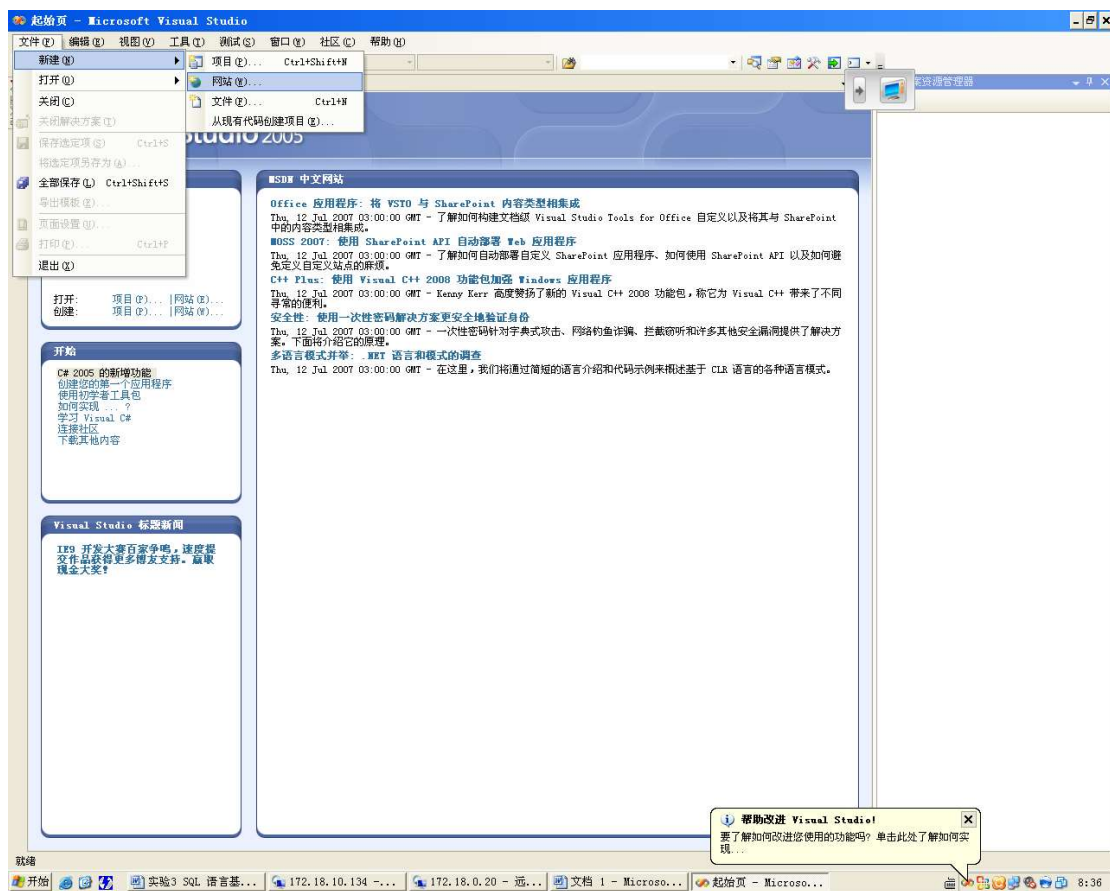 起始页 - Microsoft Visual Studio
文件(F) 编辑(E) 视图(V) 工具(T) 测试(S) 窗口(W) 社区(C) 帮助(H)
新建(N)
打开(O)
关闭(C)
关闭解决方案(T)
保存选定项(S) Ctrl+S
将选定项另存为(A)...
全部保存(L) Ctrl+Shift+S
导出模板(E)...
页面设置(U)...
打印(P)... Ctrl+P
退出(X)
项目(P)... Ctrl+Shift+N
网站(W)...
文件(F)... Ctrl+N
从现有代码创建项目(E)...
案资源管理器
studio 2005
打开: 项目(P)... |网站(E)...
创建: 项目(P)... |网站(W)...
开始
C# 2005 的新增功能
创建您的第一个应用程序
使用初学者工具包
如何实现 ... ?
学习 Visual C#
连接社区
下载其他内容
Visual Studio 标题新闻
IE9 开发大赛百家争鸣，速度提
交作品获得更多博友支持。赢取
现金大奖!
MSDN 中文网站
Office 应用程序: 将 VSTO 与 SharePoint 内容类型相集成
Thu, 12 Jul 2007 03:00:00 GMT - 了解如何构建文档级 Visual Studio Tools for Office 自定义以及将其与 SharePoint
中的内容类型相集成。
MOSS 2007: 使用 SharePoint API 自动部署 Web 应用程序
Thu, 12 Jul 2007 03:00:00 GMT - 了解如何自动部署自定义 SharePoint 应用程序、如何使用 SharePoint API 以及如何避
免定义自定义站点的麻烦。
C++ Plus: 使用 Visual C++ 2008 功能包加强 Windows 应用程序
Thu, 12 Jul 2007 03:00:00 GMT - Kenny Kerr 高度赞扬了新的 Visual C++ 2008 功能包，称它为 Visual C++ 带来了不同
寻常的便利。
安全性: 使用一次性密码解决方案更安全地验证身份
Thu, 12 Jul 2007 03:00:00 GMT - 一次性密码针对字典式攻击、网络钓鱼诈骗、拦截窃听和许多其他安全漏洞提供了解决方
案。下面将介绍它的原理。
多语言模式并举: .NET 语言和模式的调查
Thu, 12 Jul 2007 03:00:00 GMT - 在这里，我们将通过简短的语言介绍和代码示例来概述基于 CLR 语言的各种语言模式。
帮助改进 Visual Studio!
要了解如何改进您使用的功能吗? 单击此处了解如何实
现...
就绪
开始
实验3 SQL 语言基...
172.18.10.134 -...
172.18.0.20 - 远...
文档 1 - Microso...
起始页 - Microso...
8:36